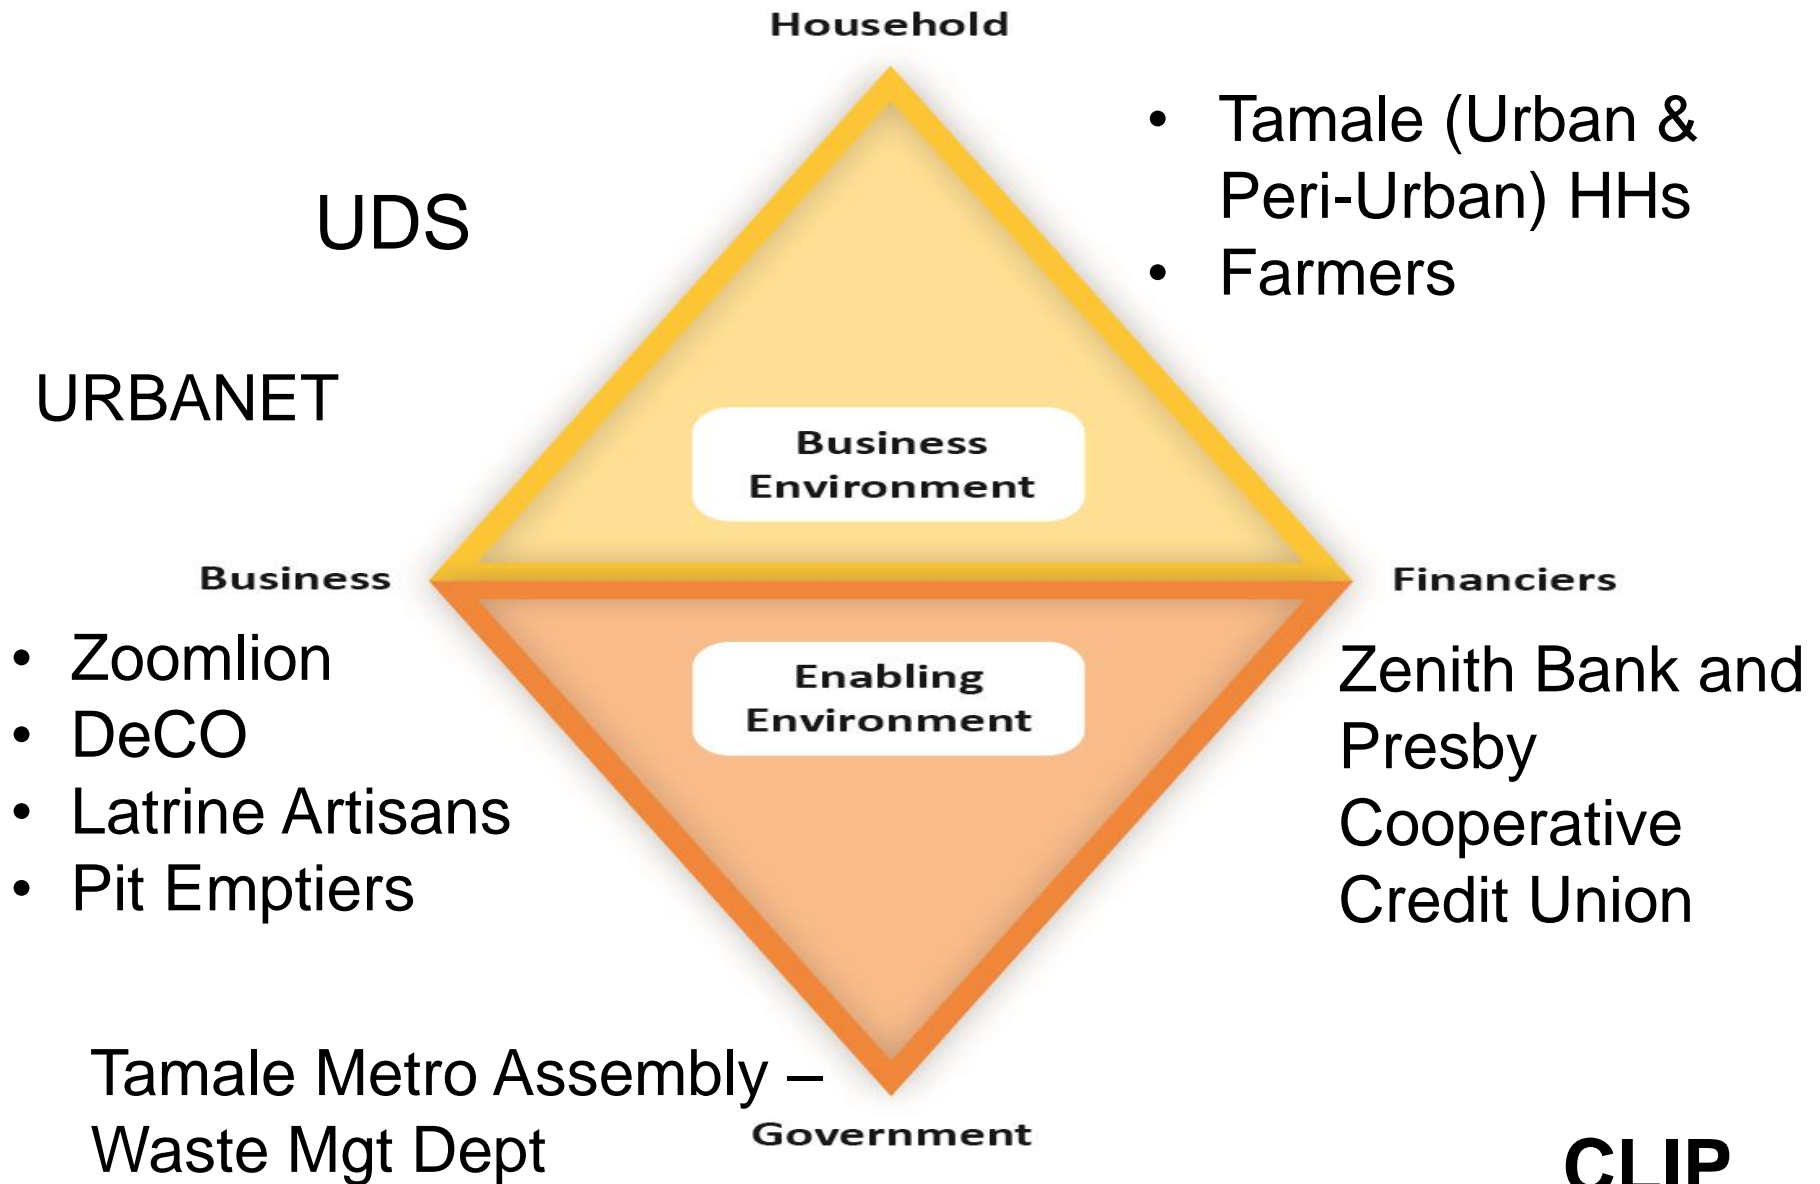 Household
• Tamale (Urban &
Peri-Urban) HHs
• Farmers
UDS
URBANET
Business
Environment
Business
Financiers
• Zoomlion
• DeCO
• Latrine Artisans
• Pit Emptiers
Enabling
Environment
Zenith Bank and
Presby
Cooperative
Credit Union
Tamale Metro Assembly –
Waste Mgt Dept
Government
CLIP